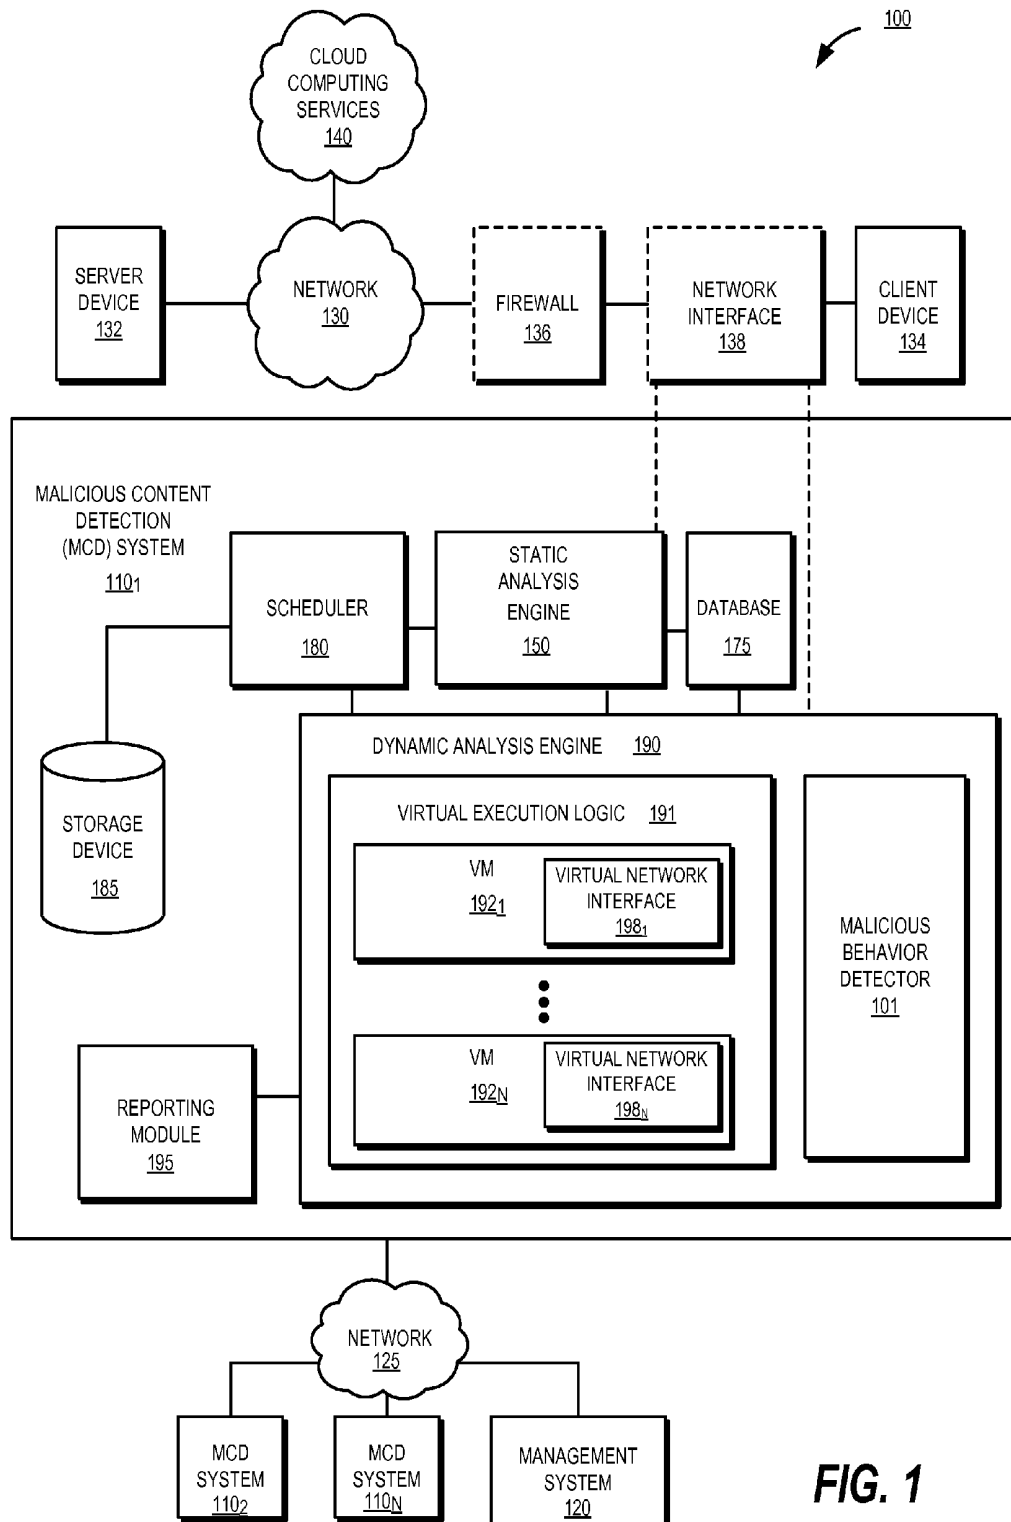 100
CLOUD
COMPUTING
SERVICES
140
SERVER
DEVICE
132
NETWORK
130
FIREWALL
136
NETWORK
INTERFACE
138
CLIENT
DEVICE
134
MALICIOUS CONTENT
DETECTION
(MCD) SYSTEM
110₁
SCHEDULER
180
STATIC
ANALYSIS
ENGINE
150
DATABASE
175
DYNAMIC ANALYSIS ENGINE 190
STORAGE
DEVICE
185
VIRTUAL EXECUTION LOGIC 191
VM
192₁
VIRTUAL NETWORK
INTERFACE
198₁
VM
192N
VIRTUAL NETWORK
INTERFACE
198N
MALICIOUS
BEHAVIOR
DETECTOR
101
REPORTING
MODULE
195
NETWORK
125
MCD
SYSTEM
110₂
MCD
SYSTEM
110N
MANAGEMENT
SYSTEM
120
FIG. 1